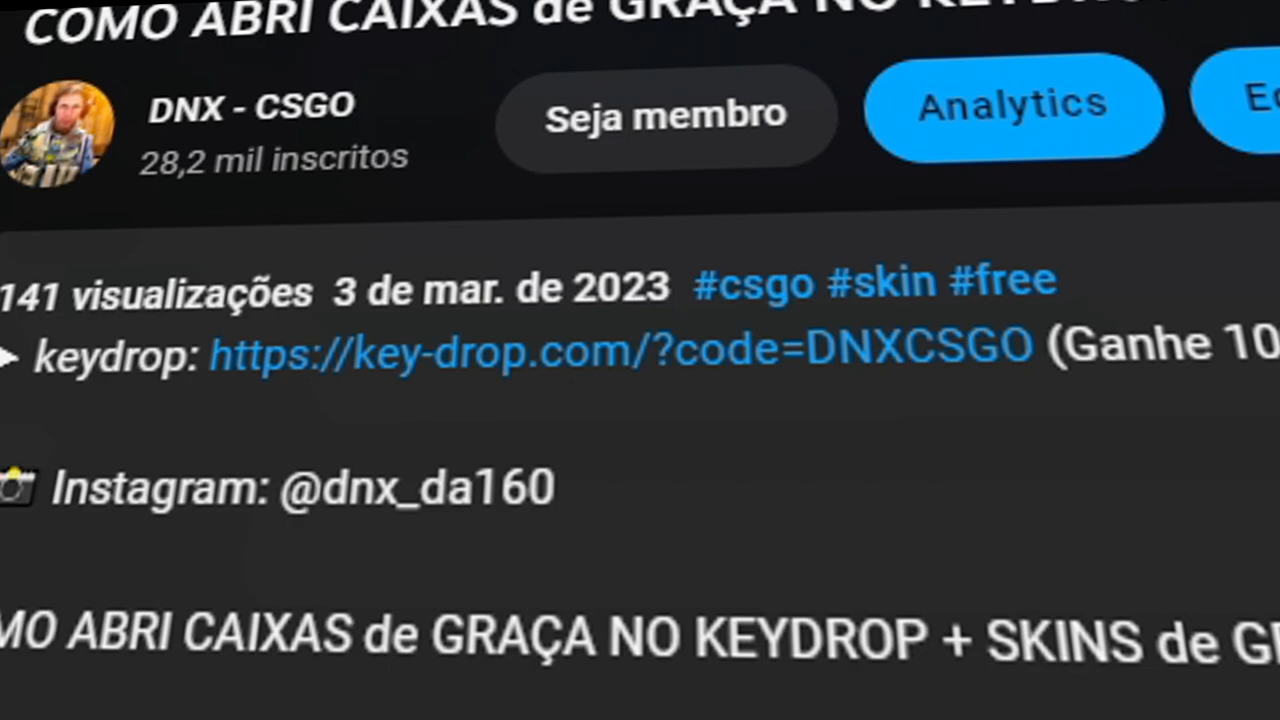 COMO ABRI CAIXAS de GRAÇA NO
DNX - CSGO
28,2 mil inscritos
Seja membro
Analytics
141 visualizações 3 de mar. de 2023 #csgo #skin #free
keydrop: https://key-drop.com/?code=DNXCSGO (Ganhe 10
Instagram: @dnx_da160
MO ABRI CAIXAS de GRAÇA NO KEYDROP + SKINS de